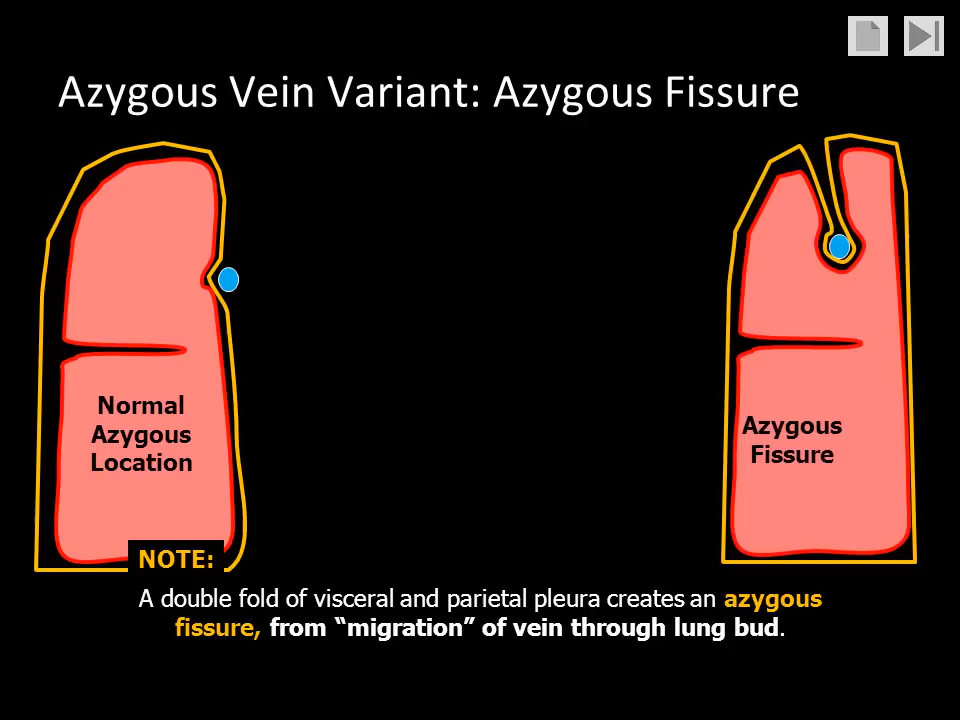 Azygous Vein Variant: Azygous Fissure
Normal
Azygous
Location
Azygous
Fissure
NOTE:
A double fold of visceral and parietal pleura creates an azygous
fissure, from “migration” of vein through lung bud.